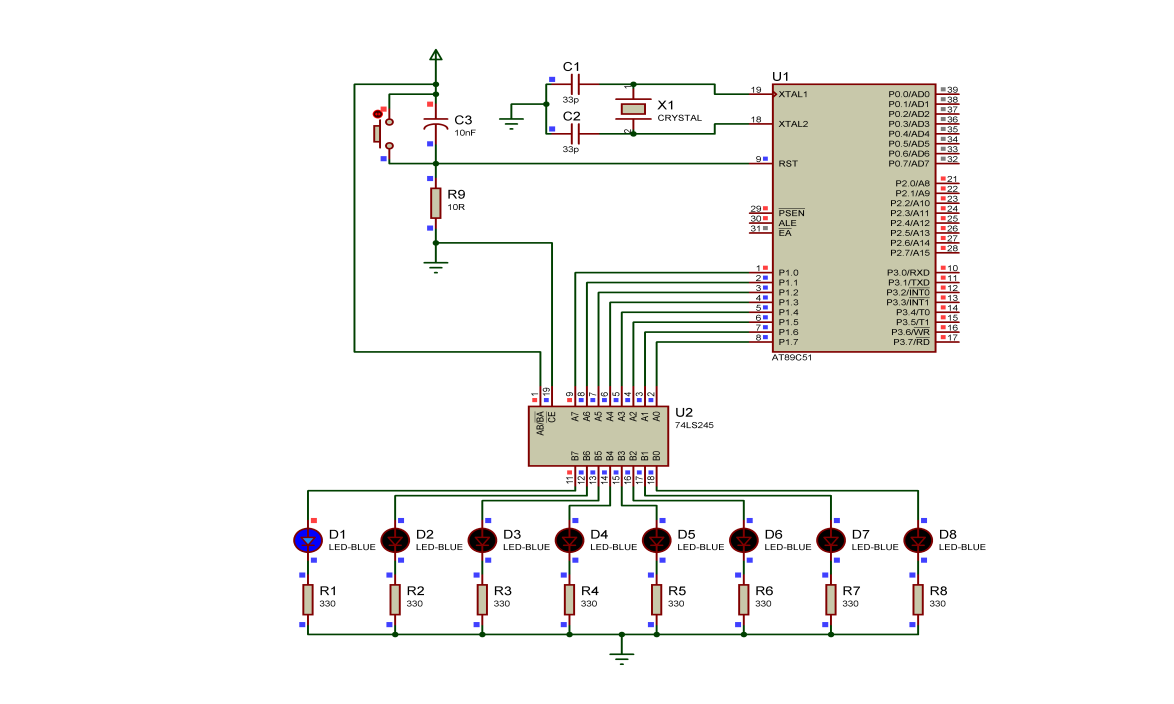 C1
33p
C2
33p
1
2
X1
CRYSTAL
C3
10nF
R9
10R
U1
19 XTAL1
18 XTAL2
9 RST
29 PSEN
30 ALE
31 EA
1 P1.0
2 P1.1
3 P1.2
4 P1.3
5 P1.4
6 P1.5
7 P1.6
8 P1.7
P0.0/AD0 39
P0.1/AD1 38
P0.2/AD2 37
P0.3/AD3 36
P0.4/AD4 35
P0.5/AD5 34
P0.6/AD6 33
P0.7/AD7 32
P2.0/A8 21
P2.1/A9 22
P2.2/A10 23
P2.3/A11 24
P2.4/A12 25
P2.5/A13 26
P2.6/A14 27
P2.7/A15 28
P3.0/RXD 10
P3.1/TXD 11
P3.2/INT0 12
P3.3/INT1 13
P3.4/T0 14
P3.5/T1 15
P3.6/WR 16
P3.7/RD 17
AT89C51
1 19 9 8 7 6 5 4 3 2
AB/BA CE A7 A6 A5 A4 A3 A2 A1 A0
U2
74LS245
B7 B6 B5 B4 B3 B2 B1 B0
11 12 13 14 15 16 17 18
D1 D2 D3 D4 D5 D6 D7 D8
LED-BLUE LED-BLUE LED-BLUE LED-BLUE LED-BLUE LED-BLUE LED-BLUE LED-BLUE
R1 R2 R3 R4 R5 R6 R7 R8
330 330 330 330 330 330 330 330